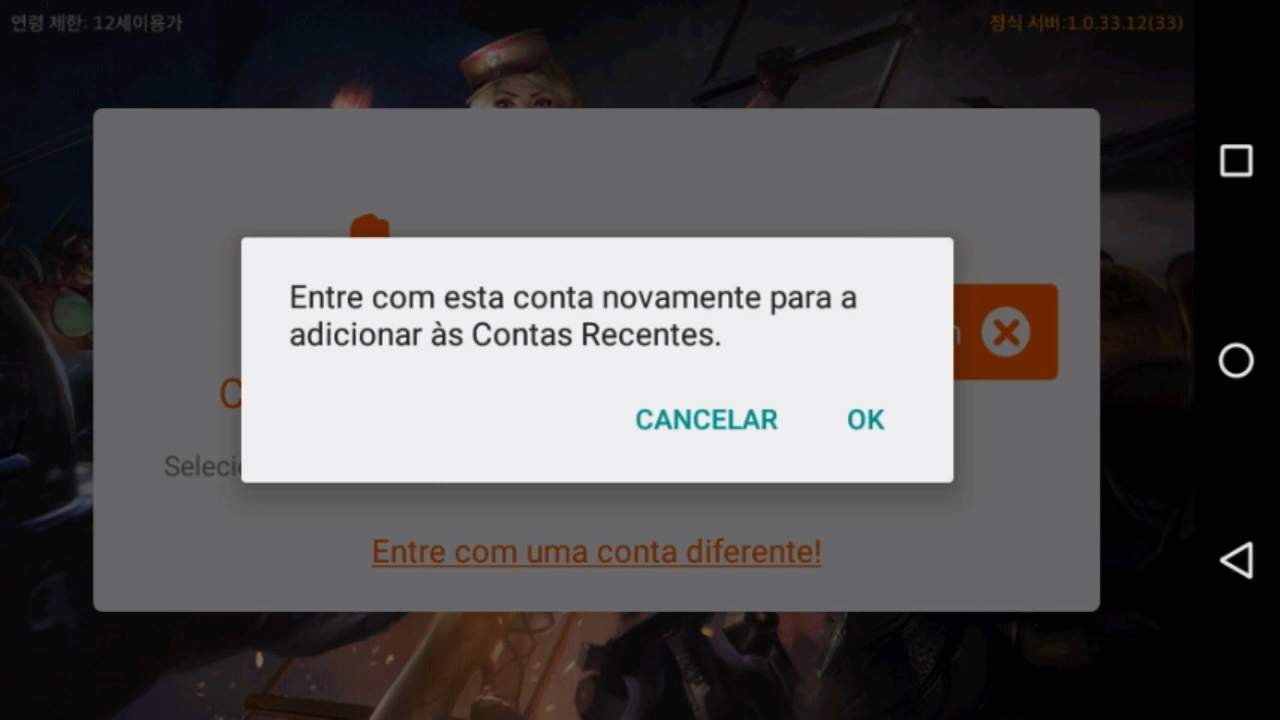 연령 제한: 12세이용가
정식 서버:1.0.33.12(33)
Entre com esta conta novamente para a
adicionar às Contas Recentes.
CANCELAR OK
Entre com uma conta diferente!